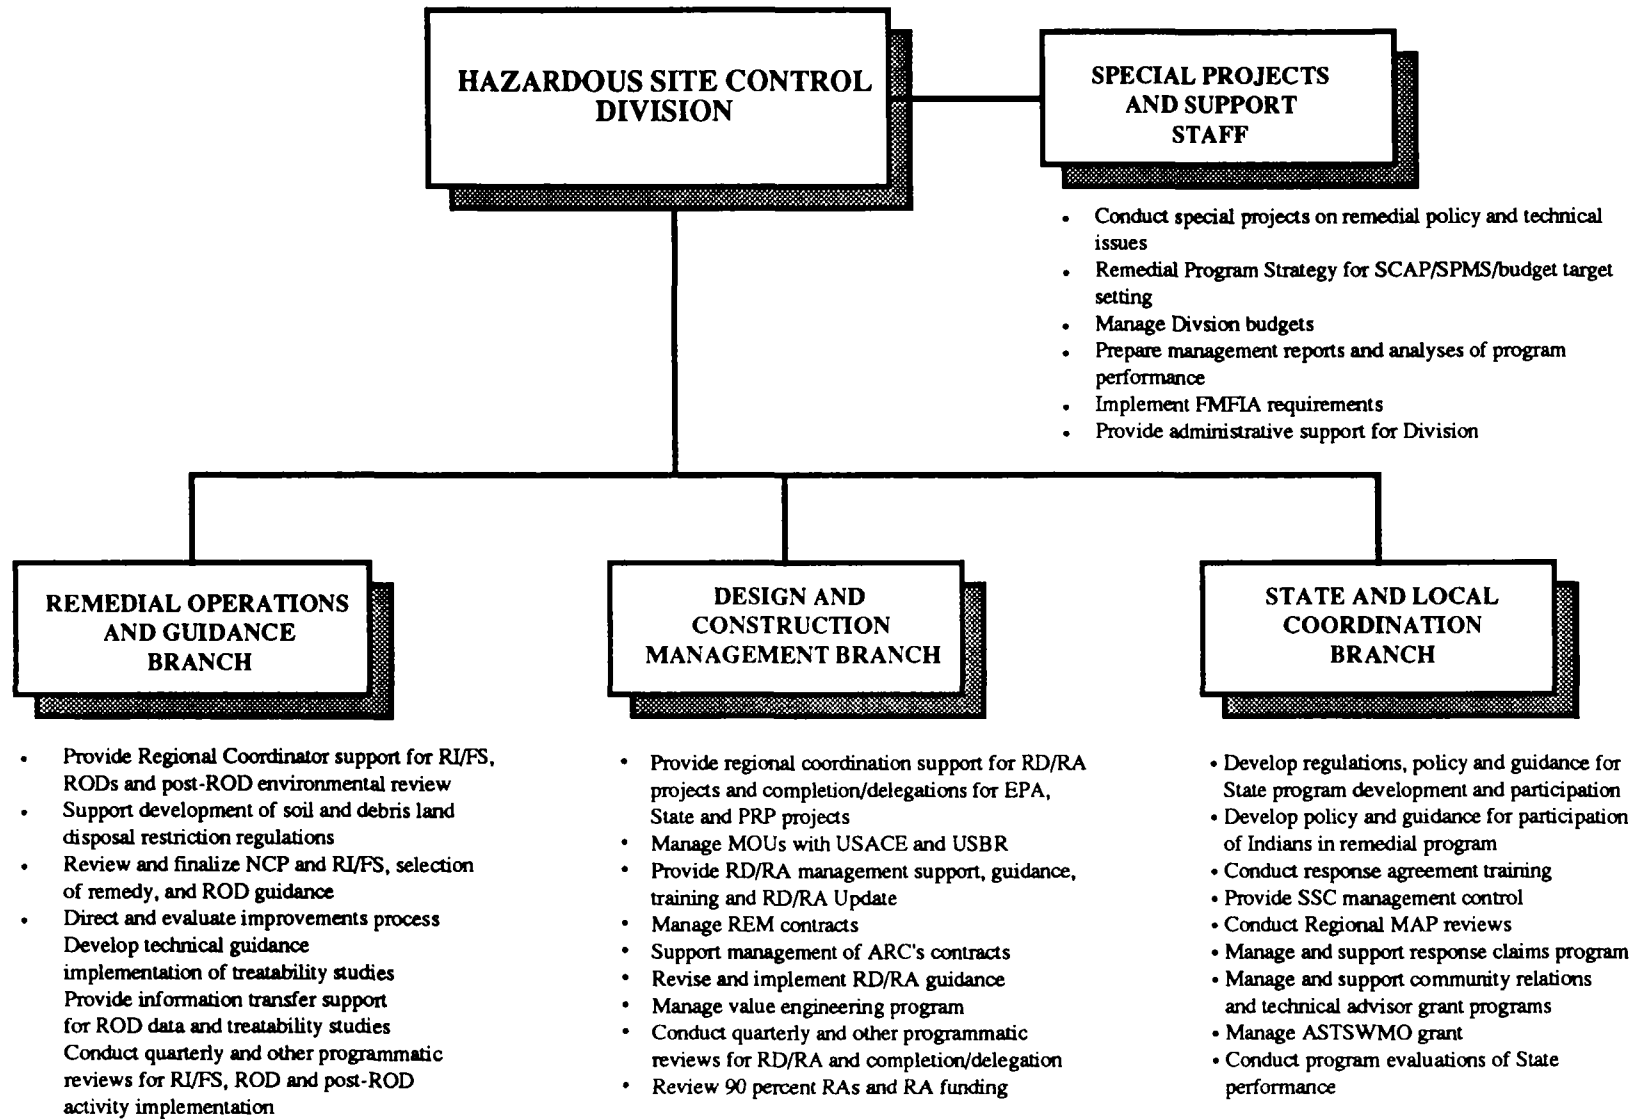 HAZARDOUS SITE CONTROL
DIVISION
SPECIAL PROJECTS
AND SUPPORT
STAFF
• Conduct special projects on remedial policy and technical
issues
• Remedial Program Strategy for SCAP/SPMS/budget target
setting
• Manage Divsion budgets
• Prepare management reports and analyses of program
performance
• Implement FMFIA requirements
• Provide administrative support for Division
REMEDIAL OPERATIONS
AND GUIDANCE
BRANCH
• Provide Regional Coordinator support for RI/FS,
RODs and post-ROD environmental review
• Support development of soil and debris land
disposal restriction regulations
• Review and finalize NCP and RI/FS, selection
of remedy, and ROD guidance
• Direct and evaluate improvements process
Develop technical guidance
implementation of treatability studies
Provide information transfer support
for ROD data and treatability studies
Conduct quarterly and other programmatic
reviews for RI/FS, ROD and post-ROD
activity implementation
DESIGN AND
CONSTRUCTION
MANAGEMENT BRANCH
• Provide regional coordination support for RD/RA
projects and completion/delegations for EPA,
State and PRP projects
• Manage MOUs with USACE and USBR
• Provide RD/RA management support, guidance,
training and RD/RA Update
• Manage REM contracts
• Support management of ARC's contracts
• Revise and implement RD/RA guidance
• Manage value engineering program
• Conduct quarterly and other programmatic
reviews for RD/RA and completion/delegation
• Review 90 percent RAs and RA funding
STATE AND LOCAL
COORDINATION
BRANCH
• Develop regulations, policy and guidance for
State program development and participation
• Develop policy and guidance for participation
of Indians in remedial program
• Conduct response agreement training
• Provide SSC management control
• Conduct Regional MAP reviews
• Manage and support response claims program
• Manage and support community relations
and technical advisor grant programs
• Manage ASTSWMO grant
• Conduct program evaluations of State
performance